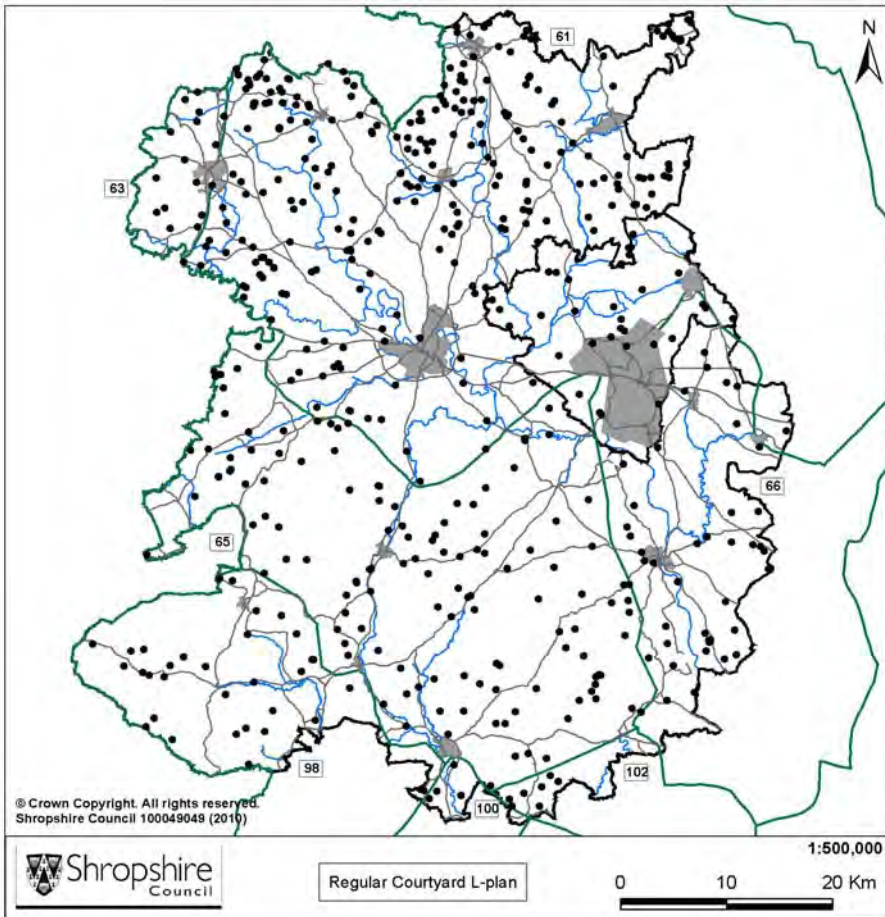 61
N
63
66
65
98
102
100
© Crown Copyright. All rights reserved.
Shropshire Council 100049049 (2010)
Shropshire
Council
Regular Courtyard L-plan
1:500,000
0 10 20 Km